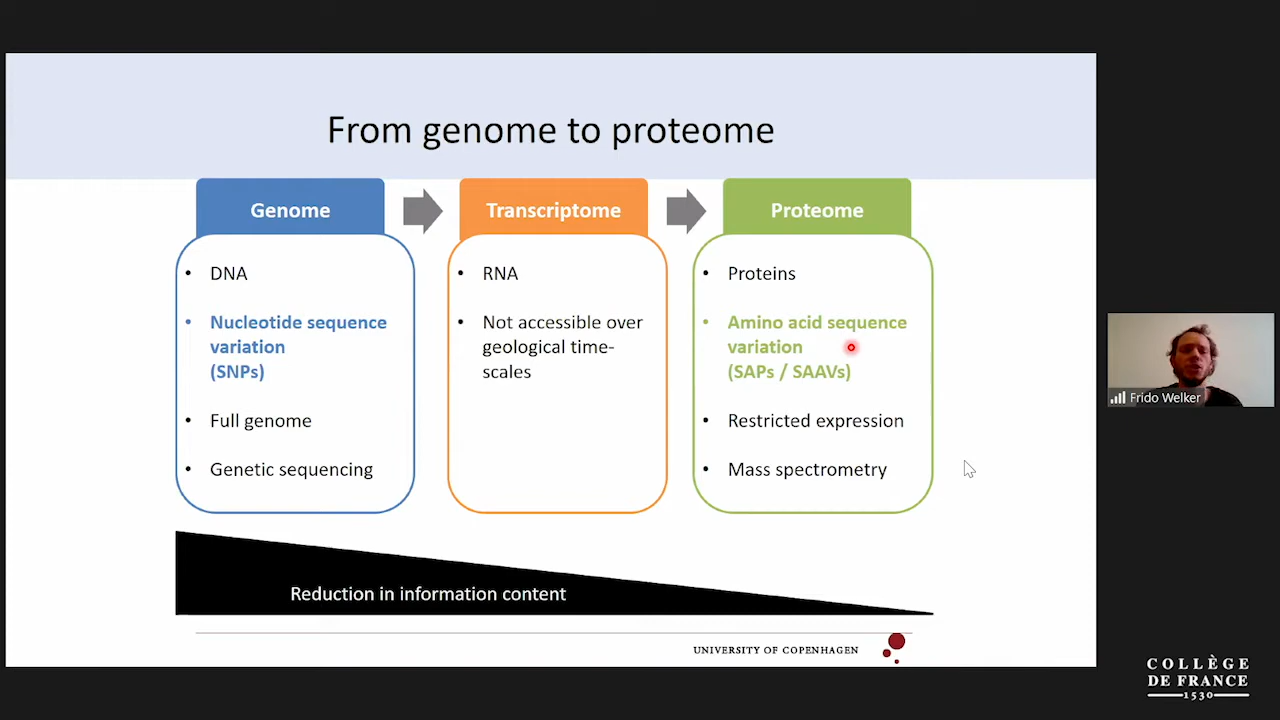 From genome to proteome
Genome
Transcriptome
Proteome
• DNA
• Nucleotide sequence
variation
(SNPs)
• Full genome
• Genetic sequencing
• RNA
• Not accessible over
geological time-
scales
• Proteins
• Amino acid sequence
variation
(SAPs / SAAVs)
• Restricted expression
• Mass spectrometry
Reduction in information content
UNIVERSITY OF COPENHAGEN
Frido Welker
COLLÈGE
DE FRANCE
1530